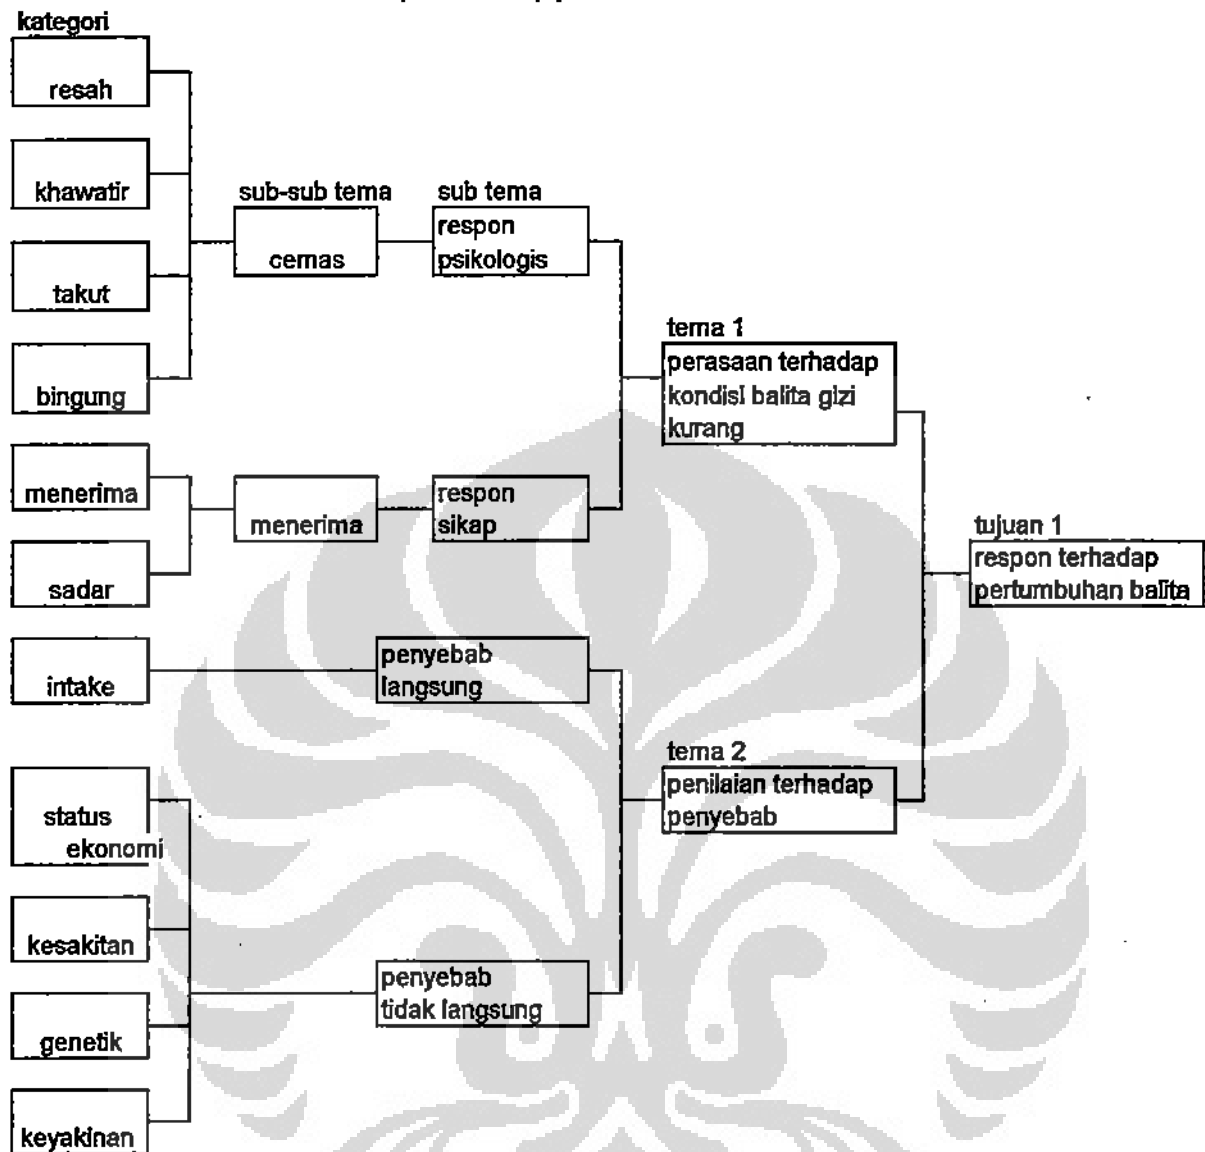 kategori
resah
khawatir
takut
bingung
menerima
sadar
intake
status
ekonomi
kesakitan
genetik
keyakinan
sub-sub tema
cemas
menerima
sub tema
respon
psikologis
respon
sikap
penyebab
langsung
penyebab
tidak langsung
tema 1
perasaan terhadap
kondisi balita gizi
kurang
tema 2
penilaian terhadap
penyebab
tujuan 1
respon terhadap
pertumbuhan balita